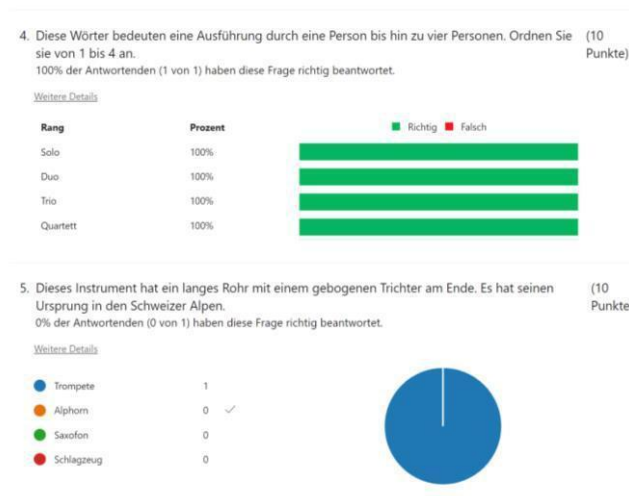 4. Diese Wörter bedeuten eine Ausführung durch eine Person bis hin zu vier Personen. Ordnen Sie (10
sie von 1 bis 4 an. Punkte)
100% der Antwortenden (1 von 1) haben diese Frage richtig beantwortet.
Weitere Details
Rang Prozent Richtig Falsch
Solo 100%
Duo 100%
Trio 100%
Quartett 100%
5. Dieses Instrument hat ein langes Rohr mit einem gebogenen Trichter am Ende. Es hat seinen (10
Ursprung in den Schweizer Alpen. Punkte
0% der Antwortenden (0 von 1) haben diese Frage richtig beantwortet.
Weitere Details
Trompete 1
Alphorn 0
Saxofon 0
Schlagzeug 0